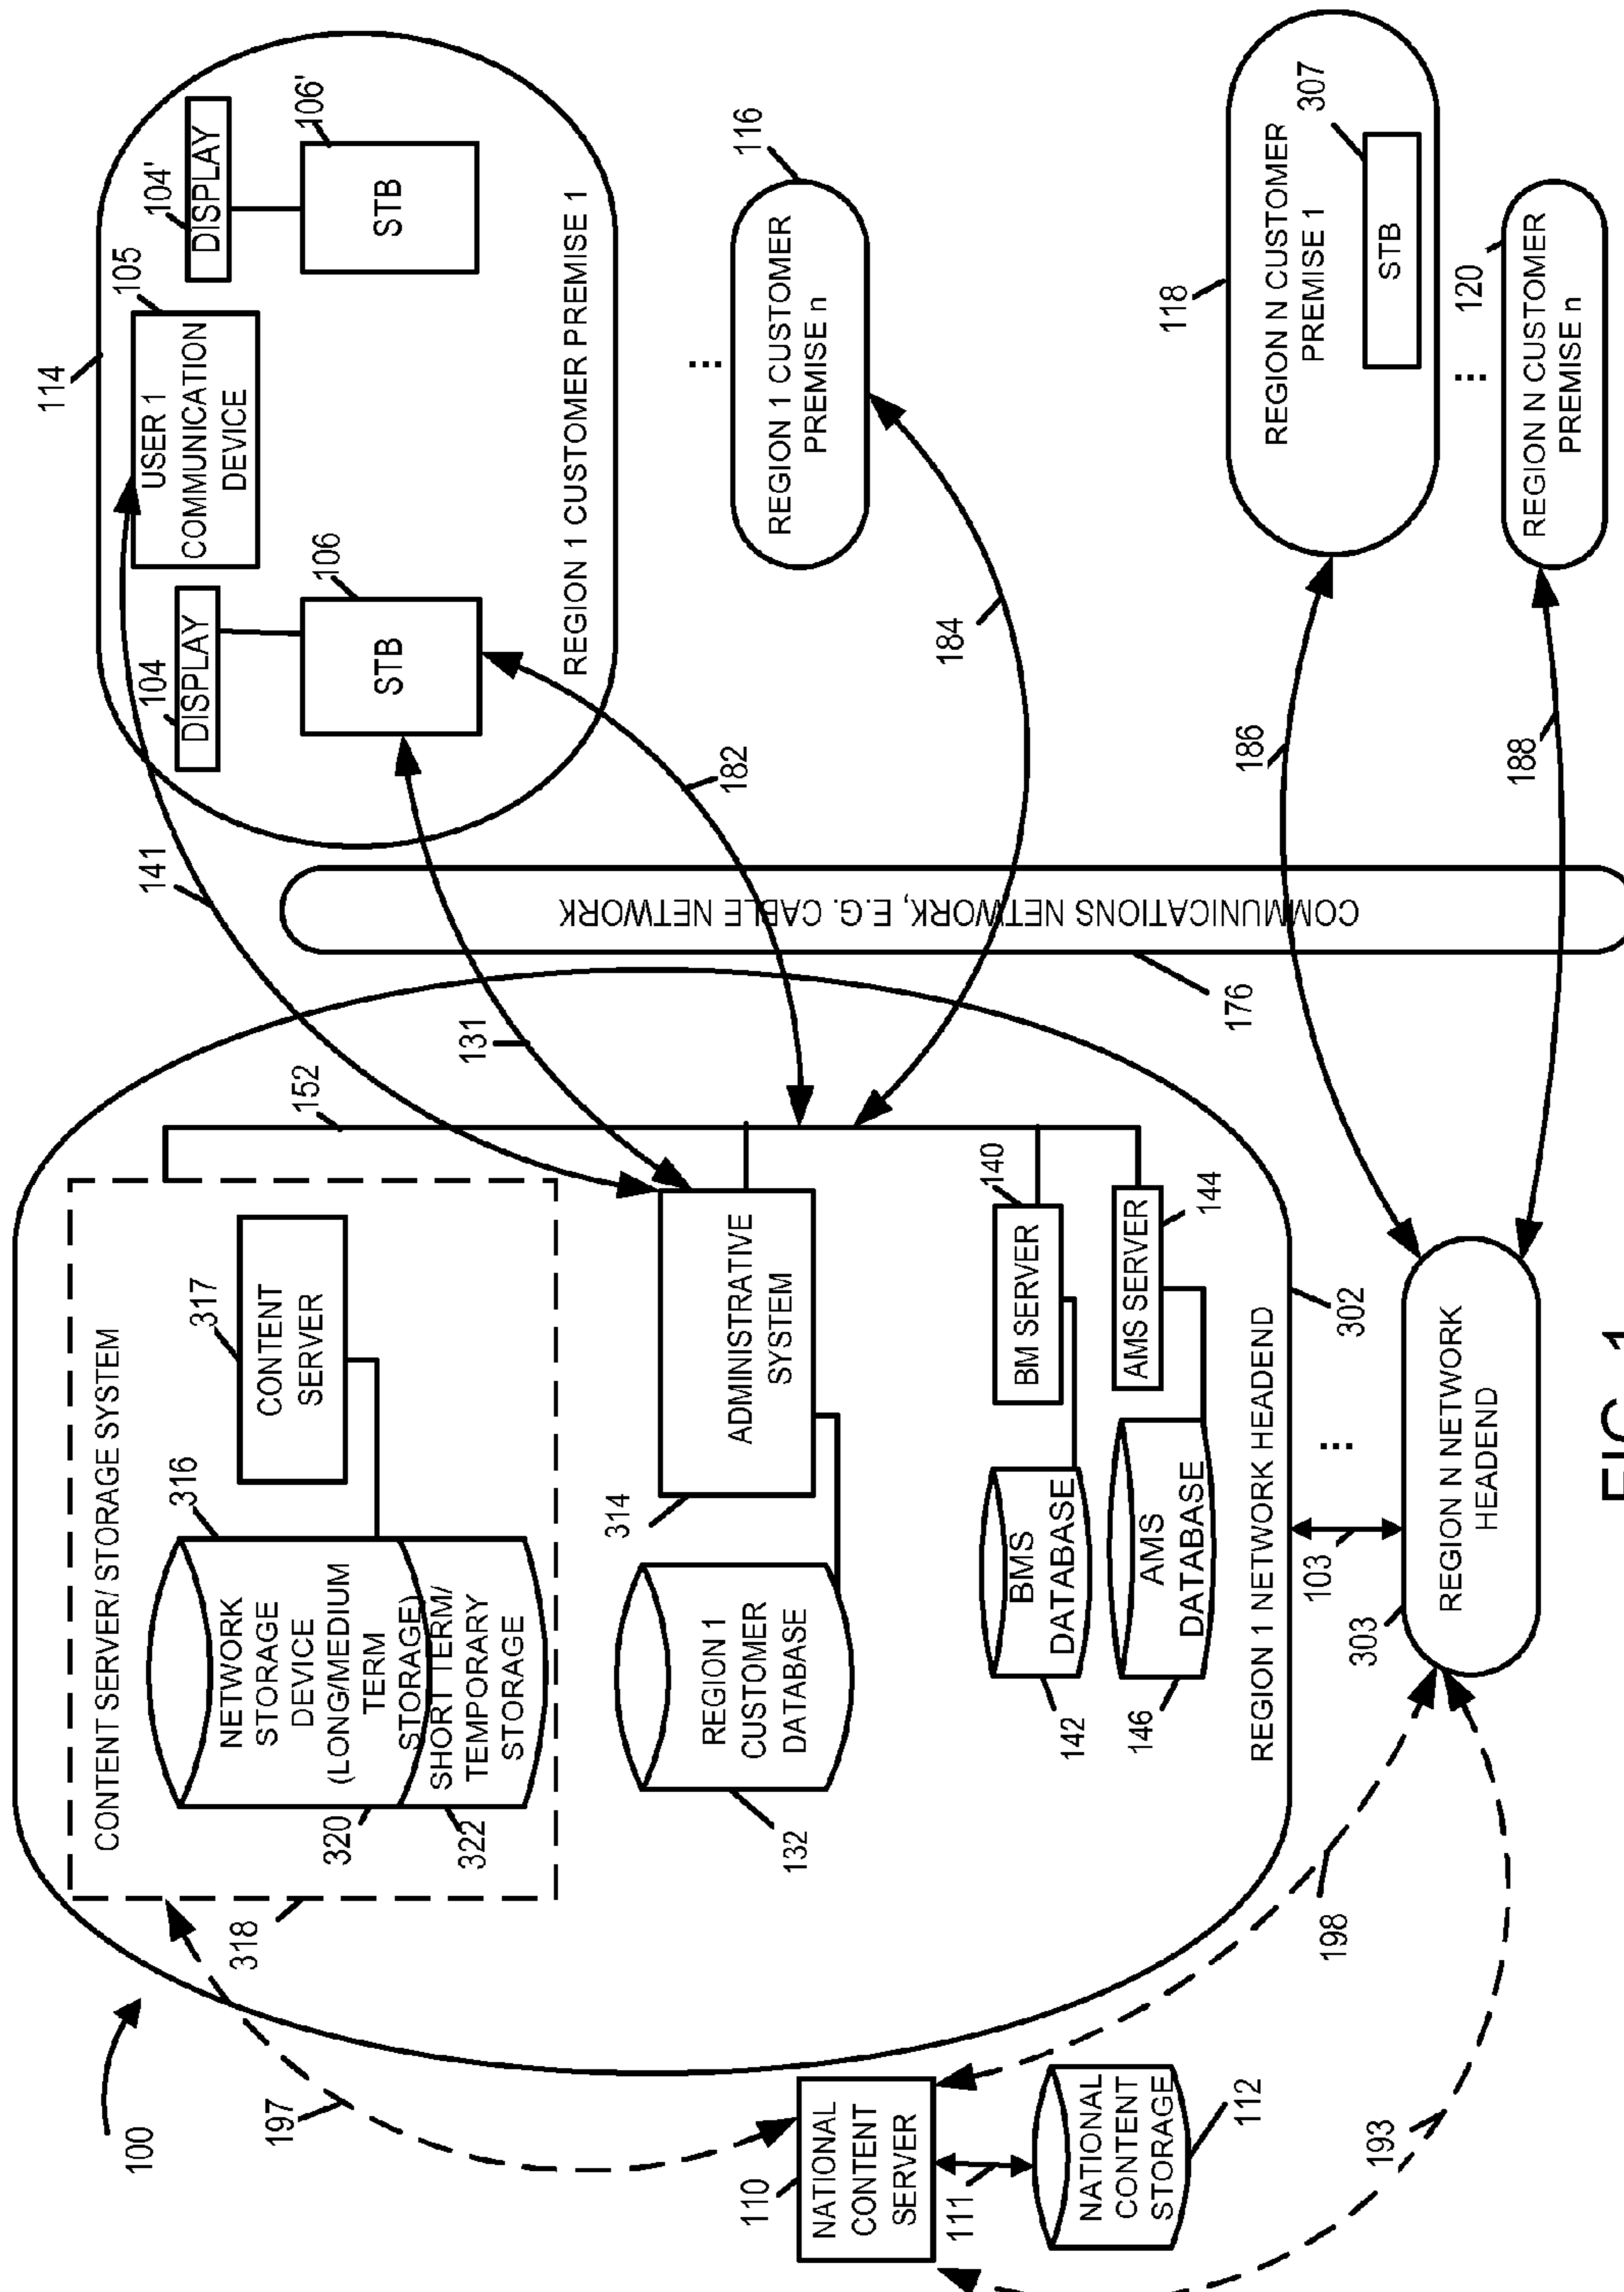 100
CONTENT SERVER/ STORAGE SYSTEM
318
316
317
NETWORK
STORAGE
DEVICE
(LONG/MEDIUM
TERM
STORAGE)
SHORT TERM/
TEMPORARY
STORAGE
320
322
CONTENT
SERVER
152
141
131
182
314
REGION 1
CUSTOMER
DATABASE
132
ADMINISTRATIVE
SYSTEM
BMS
DATABASE
142
BM SERVER
140
AMS
DATABASE
146
AMS SERVER
144
REGION 1 NETWORK HEADEND
302
197
110
NATIONAL
CONTENT
SERVER
111
NATIONAL
CONTENT
STORAGE
112
193
198
103
...
303
REGION N NETWORK
HEADEND
COMMUNICATIONS NETWORK, E.G. CABLE NETWORK
176
114
104
DISPLAY
106
STB
105
USER 1
COMMUNICATION
DEVICE
104'
DISPLAY
106'
STB
REGION 1 CUSTOMER PREMISE 1
...
116
REGION 1 CUSTOMER
PREMISE n
184
118
REGION N CUSTOMER
PREMISE 1
307
STB
186
...
120
REGION N CUSTOMER
PREMISE n
188
FIG. 1